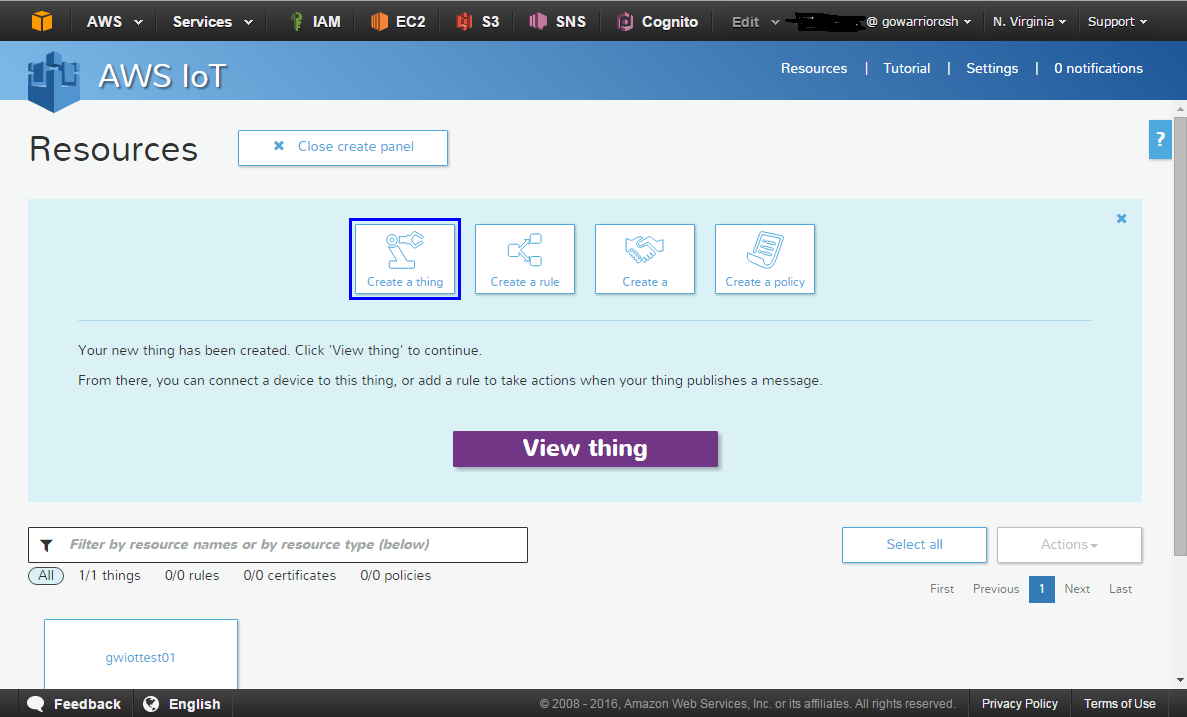 AWS Services IAM EC2 S3 SNS Cognito Edit @ gowarriorosh N. Virginia Support
AWS IoT Resources Tutorial Settings 0 notifications
Resources Close create panel ?
Create a thing Create a rule Create a Create a policy
Your new thing has been created. Click 'View thing' to continue.
From there, you can connect a device to this thing, or add a rule to take actions when your thing publishes a message.
View thing
Filter by resource names or by resource type (below) Select all Actions
All 1/1 things 0/0 rules 0/0 certificates 0/0 policies
First Previous 1 Next Last
gwiottest01
Feedback English © 2008 - 2016, Amazon Web Services, Inc. or its affiliates. All rights reserved. Privacy Policy Terms of Use